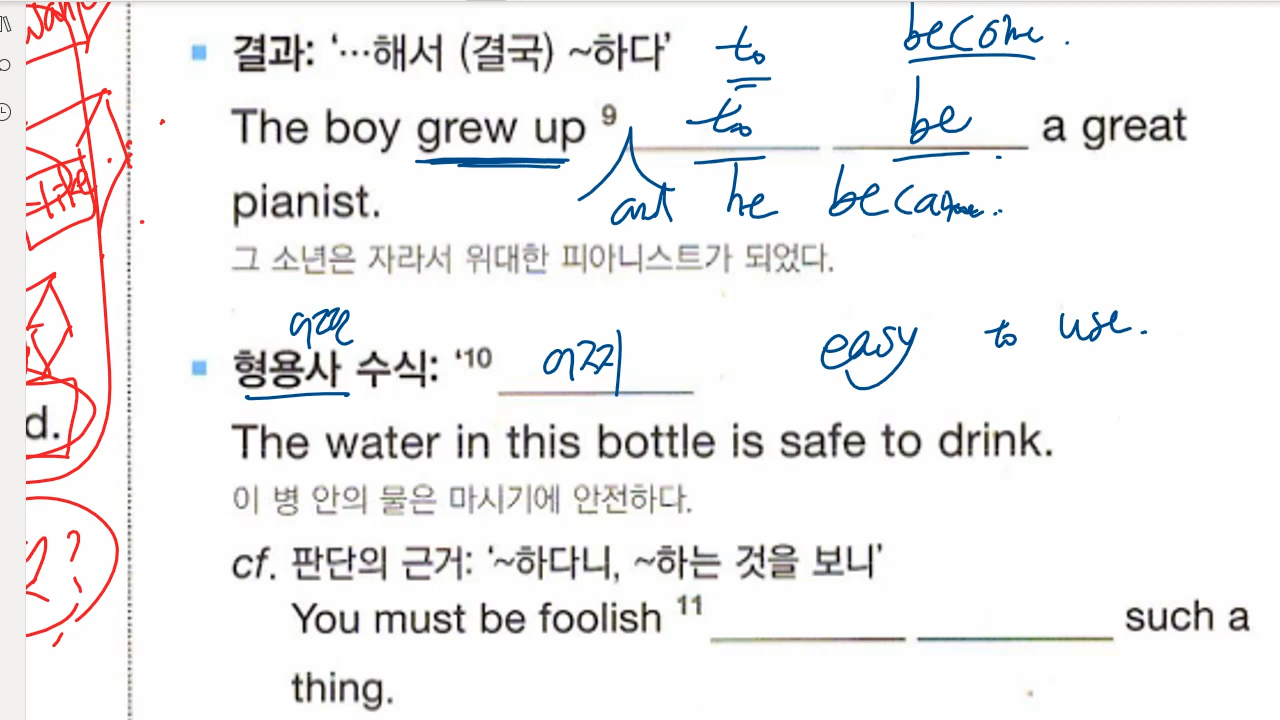 become.
결과: '…해서 (결국) ~하다' to
The boy grew up 9 to be a great
and he became.
pianist.
그 소년은 자라서 위대한 피아니스트가 되었다.
easy to use.
형용사 수식: '10
The water in this bottle is safe to drink.
d.
이 병 안의 물은 마시기에 안전하다.
cf. 판단의 근거: '~하다니, ~하는 것을 보니'
?
You must be foolish 11 such a
thing.